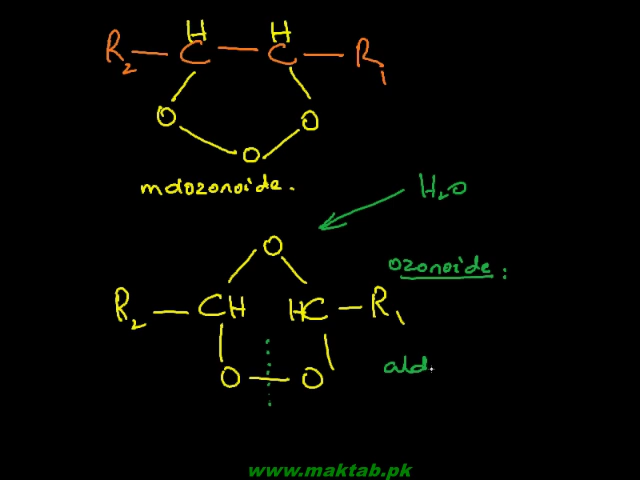 H H
R₂ — C — C — R₁
O O
O
mdozonoide.
H₂O
O
ozonoide :
R₂ — CH HC — R₁
O — O
ald
www.maktab.pk